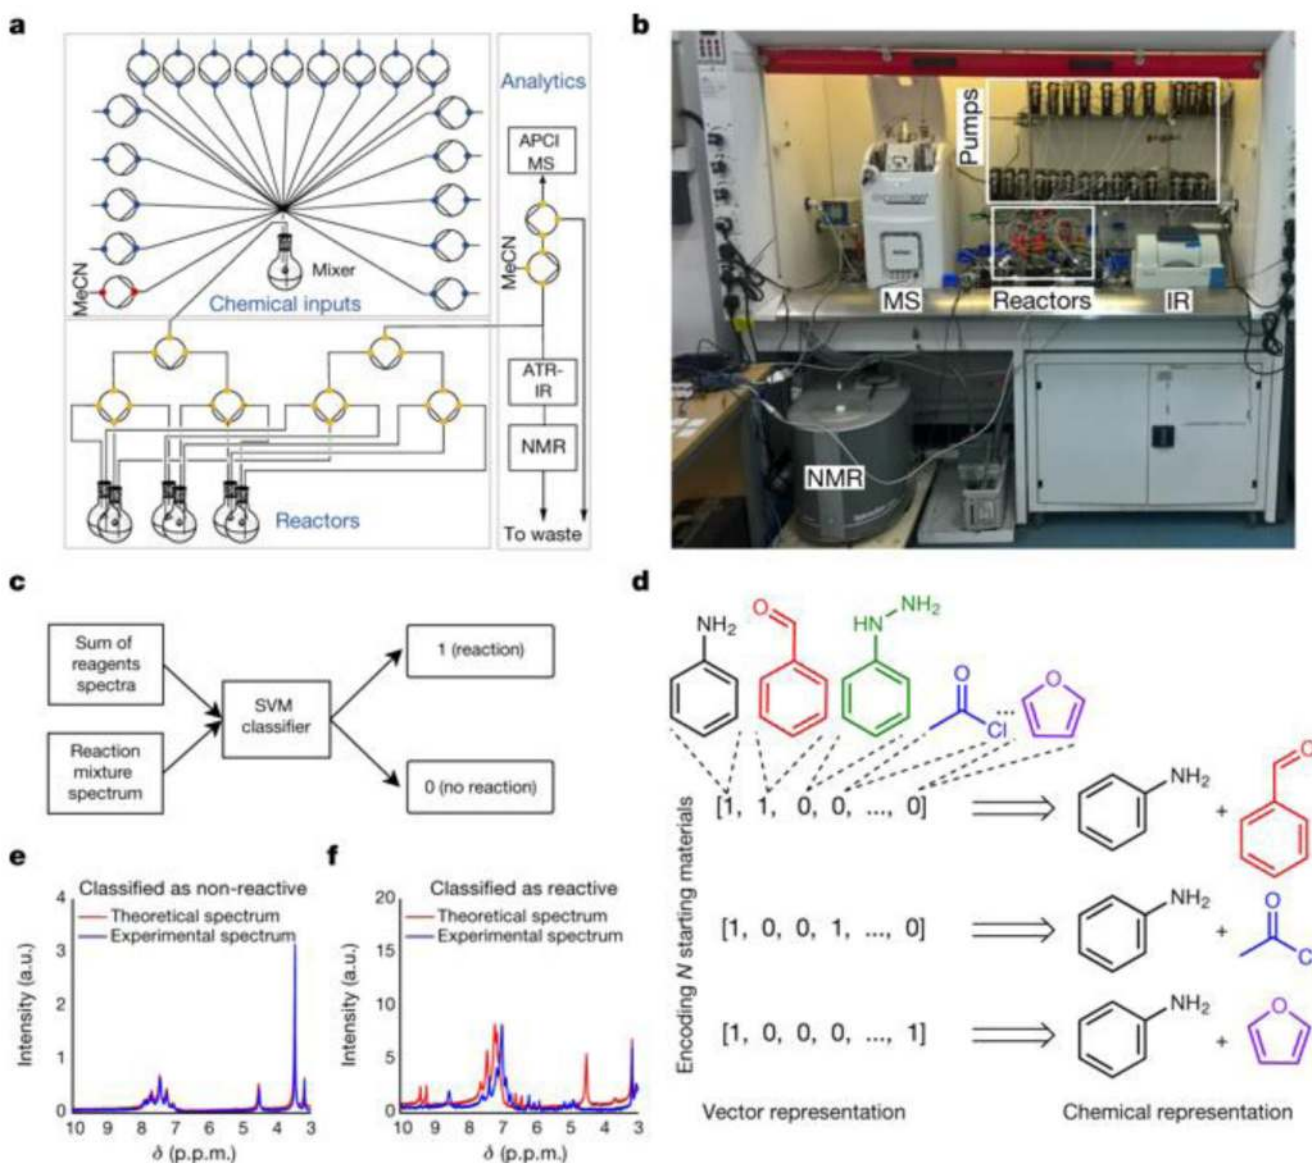 a
Analytics
APCI
MS
MeCN
Mixer
MeCN
Chemical inputs
ATR-
IR
NMR
Reactors
To waste
b
Pumps
MS
Reactors
IR
NMR
c
Sum of
reagents
spectra
Reaction
mixture
spectrum
SVM
classifier
1 (reaction)
0 (no reaction)
d
NH₂
O
HN
NH₂
O
Cl
...
O
Encoding N starting materials
[1, 1, 0, 0, ..., 0]
NH₂
+
O
[1, 0, 0, 1, ..., 0]
NH₂
+
O
C
[1, 0, 0, 0, ..., 1]
NH₂
+
O
Vector representation
Chemical representation
e
Classified as non-reactive
Theoretical spectrum
Experimental spectrum
Intensity (a.u.)
4
3
2
1
0
10 9 8 7 6 5 4 3
δ (p.p.m.)
f
Classified as reactive
Theoretical spectrum
Experimental spectrum
Intensity (a.u.)
20
15
10
5
0
10 9 8 7 6 5 4 3
δ (p.p.m.)